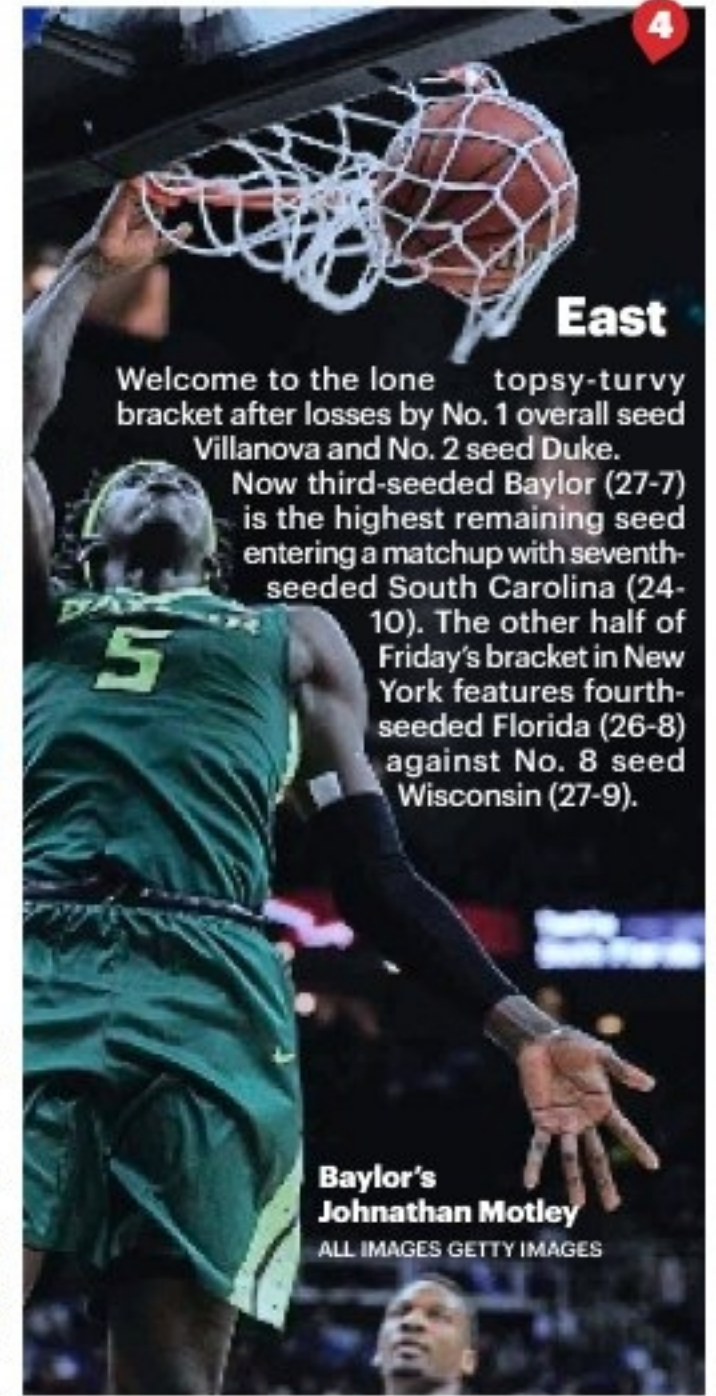 4
East
Welcome to the lone topsy-turvy
bracket after losses by No. 1 overall seed
Villanova and No. 2 seed Duke.
Now third-seeded Baylor (27-7)
is the highest remaining seed
entering a matchup with seventh-
seeded South Carolina (24-
10). The other half of
Friday's bracket in New
York features fourth-
seeded Florida (26-8)
against No. 8 seed
Wisconsin (27-9).
5
Baylor's
Johnathan Motley
ALL IMAGES GETTY IMAGES